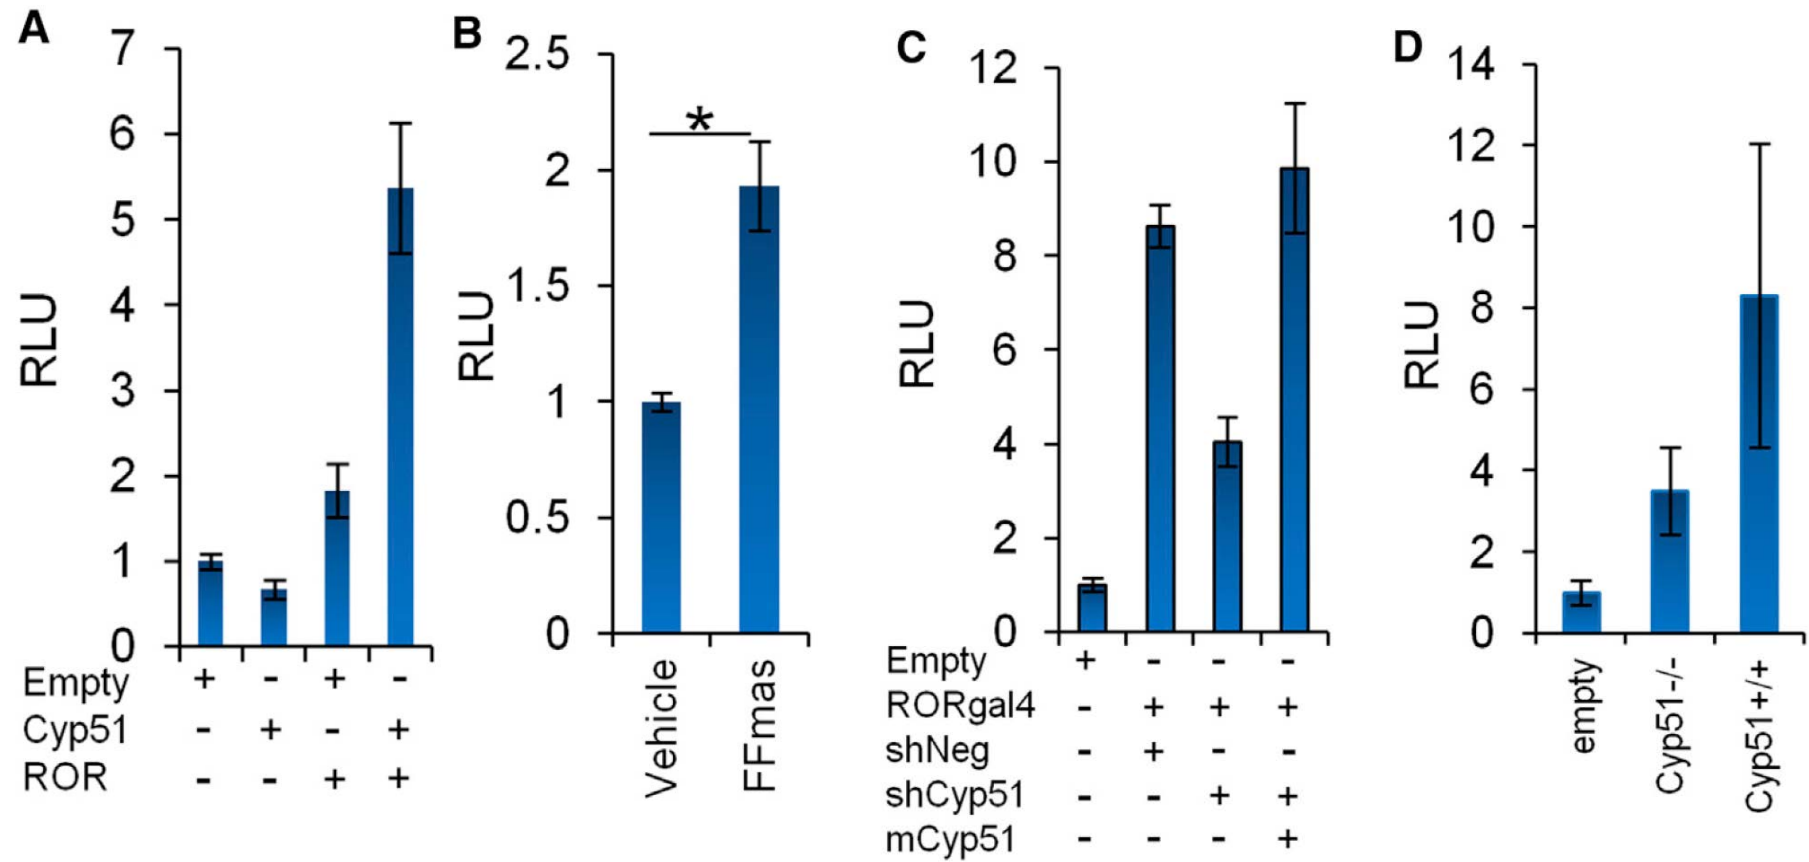 A
7
6
5
4
3
2
1
0
RLU
Empty + - + -
Cyp51 - + - +
ROR - - + +
B
2.5
2
1.5
1
0.5
0
RLU
*
Vehicle
FFmas
C
12
10
8
6
4
2
0
RLU
Empty + - - -
RORgal4 - + + +
shNeg - + - -
shCyp51 - - + +
mCyp51 - - - +
D
14
12
10
8
6
4
2
0
RLU
empty
Cyp51-/-
Cyp51+/+